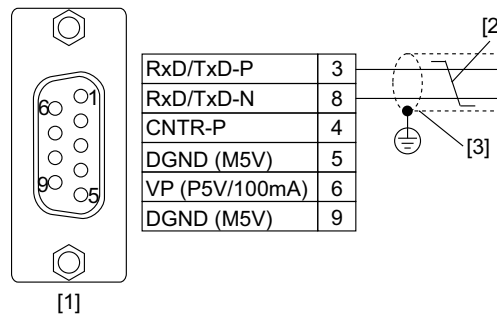 [2
RxD/TxD-P 3
RxD/TxD-N 8
CNTR-P 4
DGND (M5V) 5
VP (P5V/100mA) 6
DGND (M5V) 9
6
1
9
5
[3]
[1]